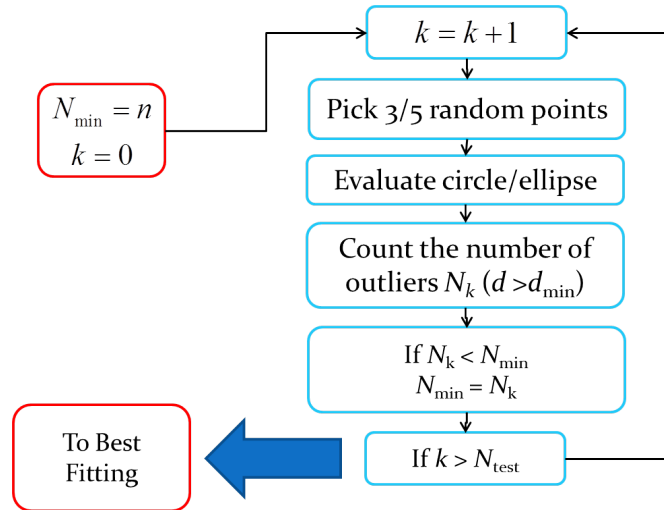 k = k + 1
N_min = n
k = 0
Pick 3/5 random points
Evaluate circle/ellipse
Count the number of
outliers N_k (d >d_min)
If N_k < N_min
N_min = N_k
If k > N_test
To Best
Fitting